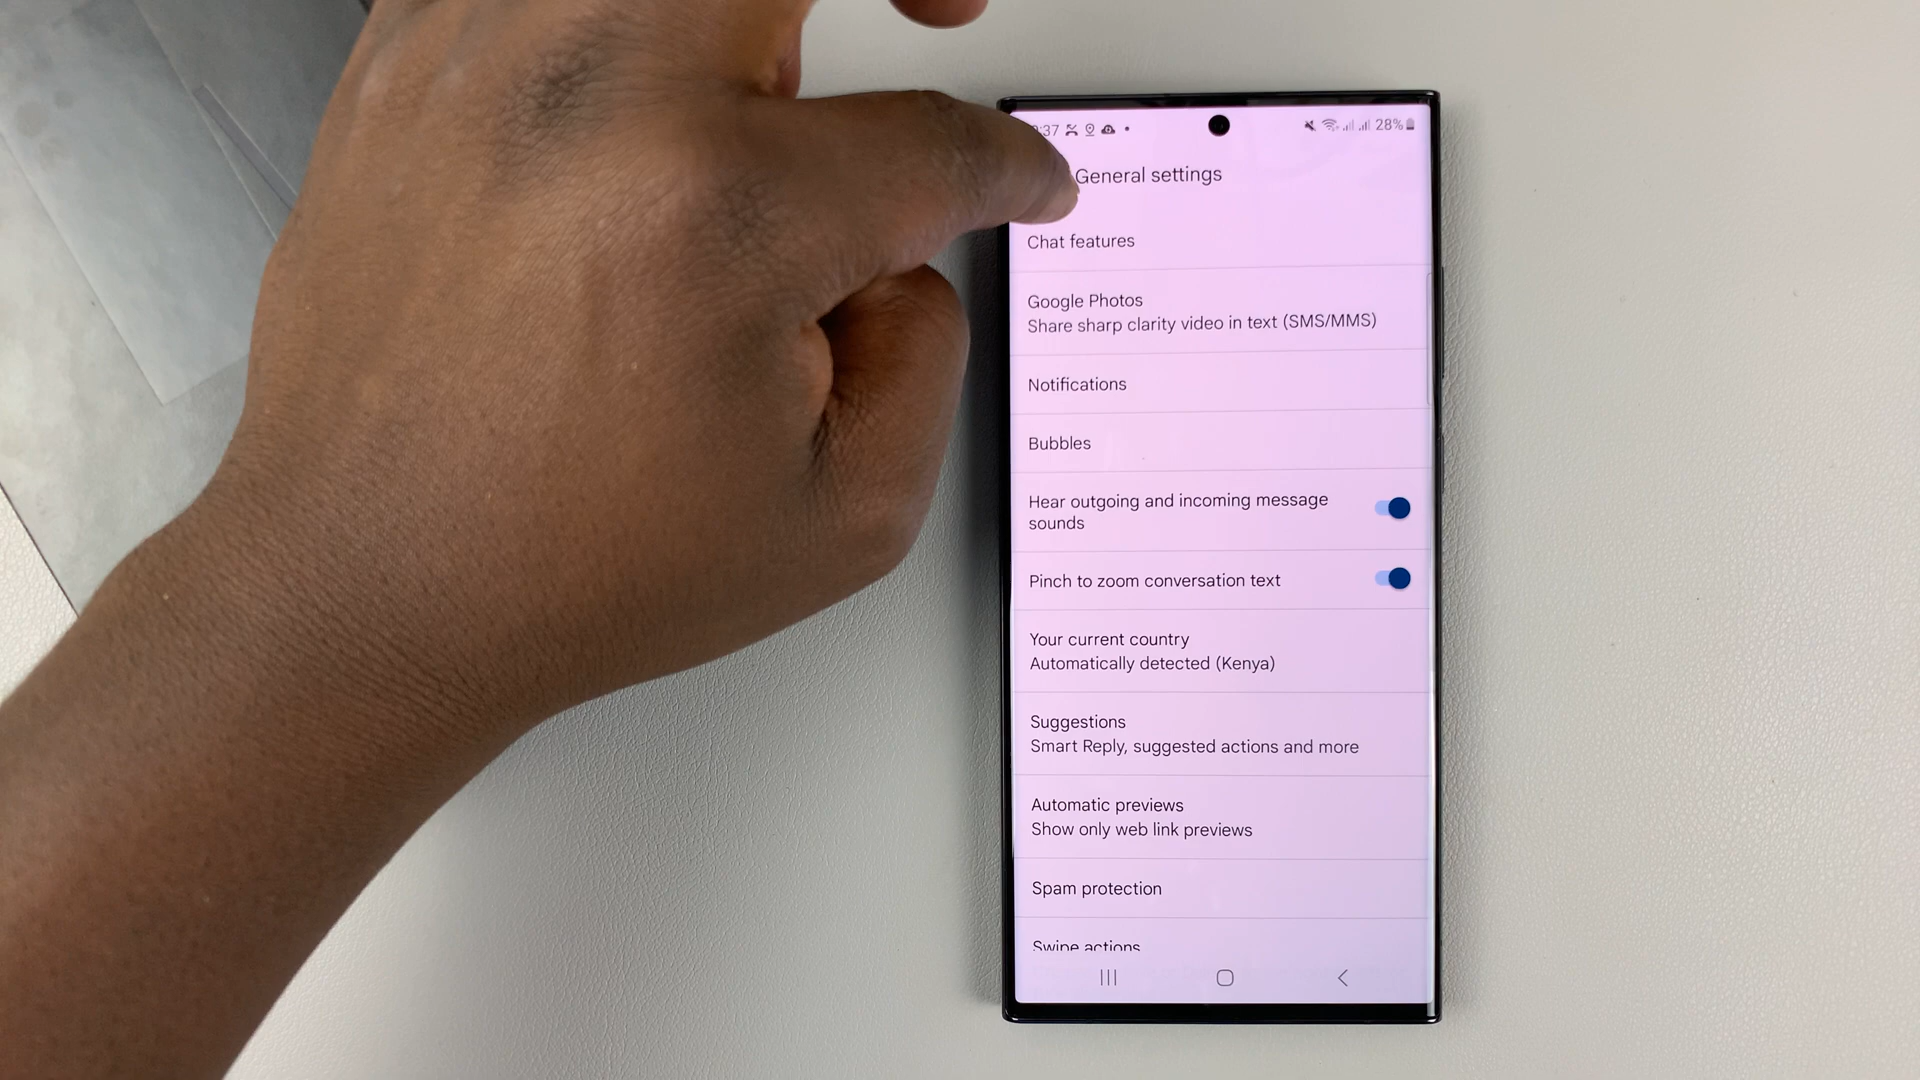 :37 28%
General settings
Chat features
Google Photos
Share sharp clarity video in text (SMS/MMS)
Notifications
Bubbles
Hear outgoing and incoming message
sounds
Pinch to zoom conversation text
Your current country
Automatically detected (Kenya)
Suggestions
Smart Reply, suggested actions and more
Automatic previews
Show only web link previews
Spam protection
Swipe actions